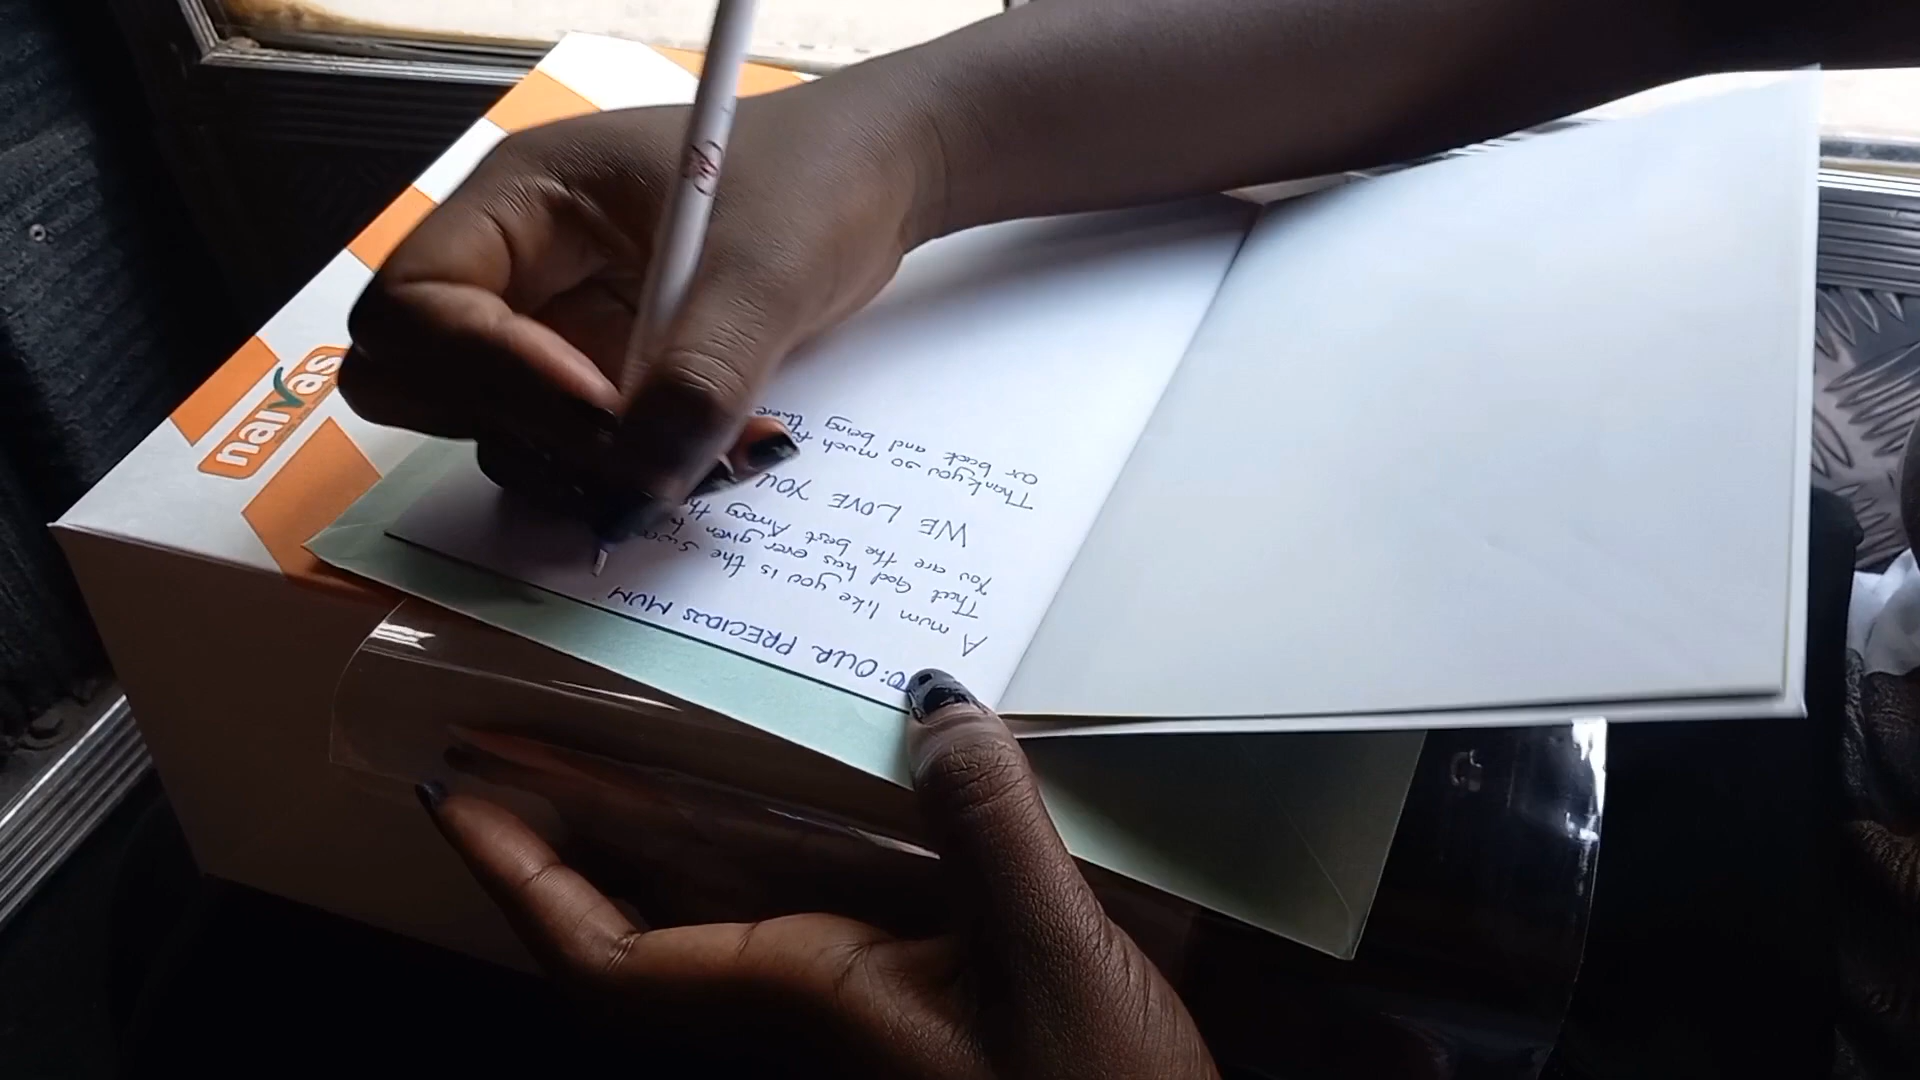 TO: OUR PRECIOUS MUM
A mum like you is the
That God has ever given
You are the best Among
WE LOVE YOU
Thank you so much
or back and being there
naivas